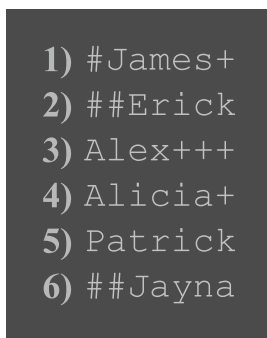 1) #James+
2) ##Erick
3) Alex+++
4) Alicia+
5) Patrick
6) ##Jayna